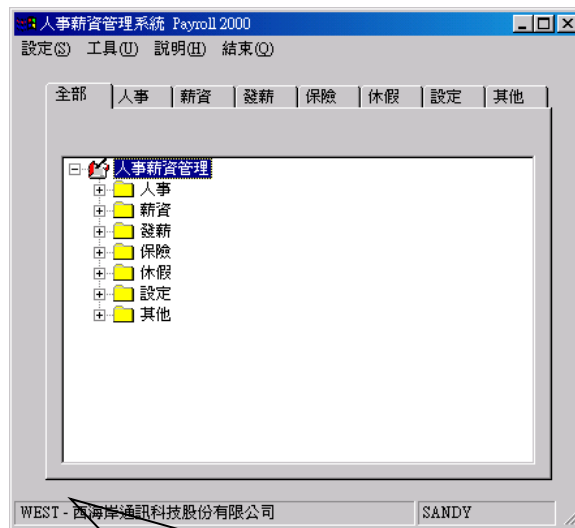 人事薪資管理系統 Payroll 2000
設定(S) 工具(U) 說明(H) 結束(Q)
全部 人事 薪資 發薪 保險 休假 設定 其他
人事薪資管理
人事
薪資
發薪
保險
休假
設定
其他
WEST - 西海岸通訊科技股份有限公司 SANDY